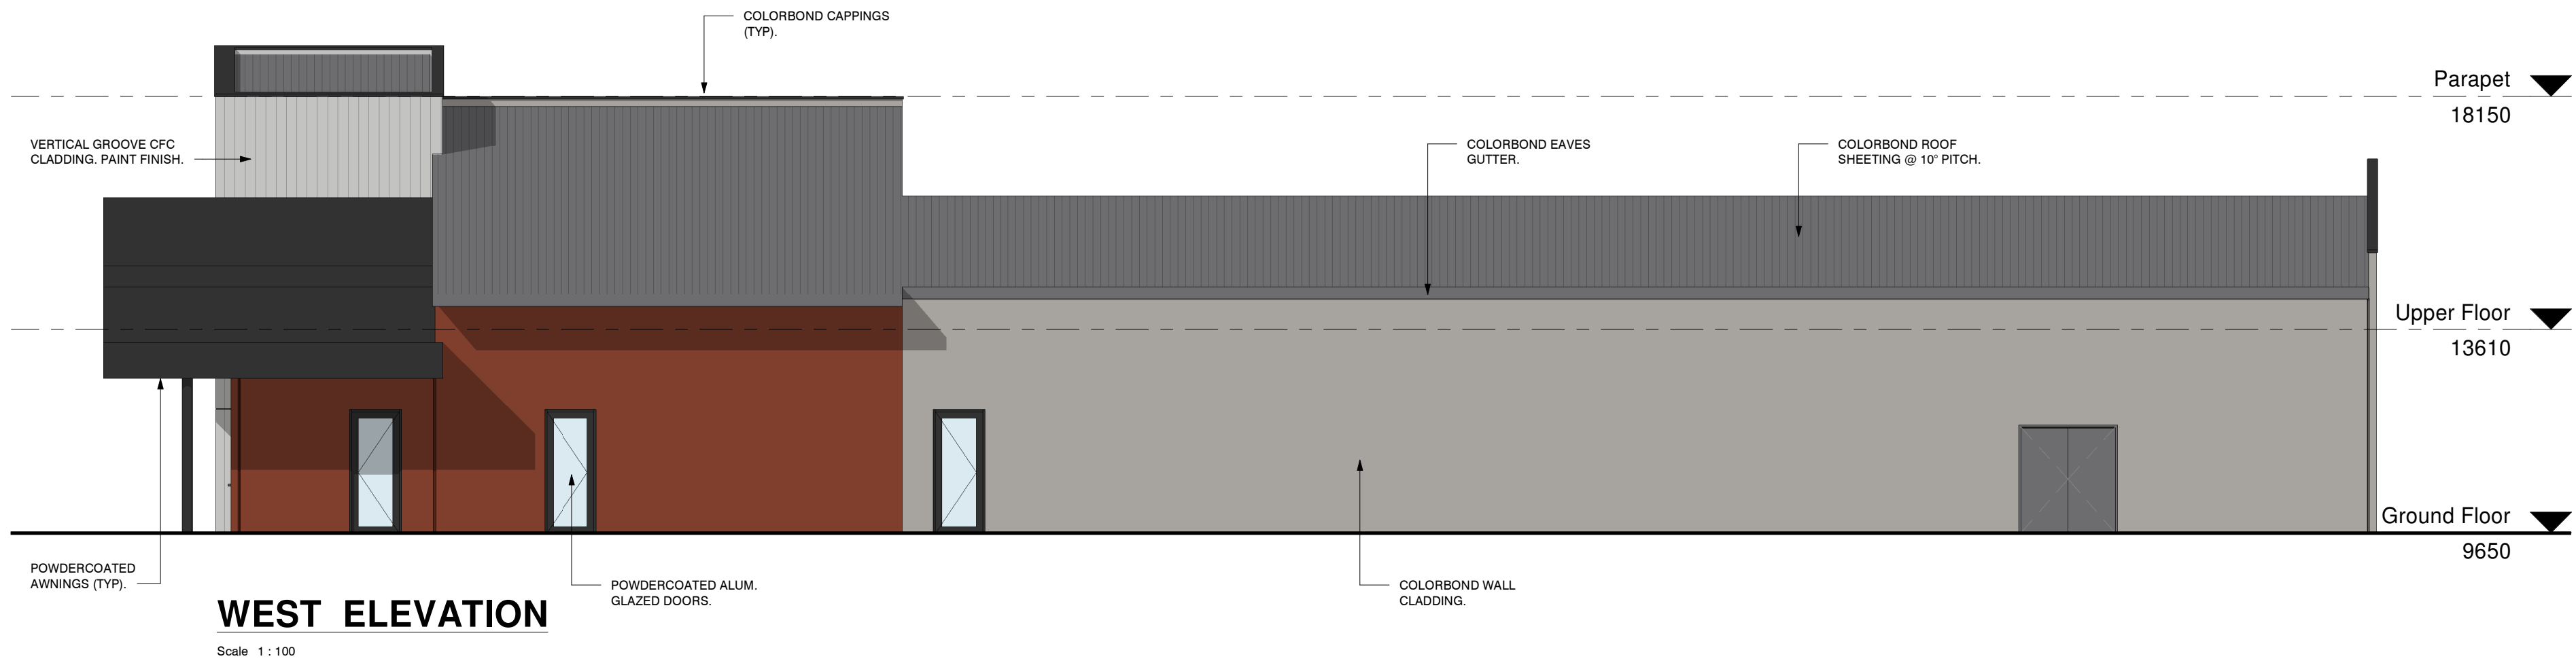 COLORBOND CAPPINGS
(TYP).
Parapet
18150
VERTICAL GROOVE CFC
CLADDING. PAINT FINISH.
COLORBOND EAVES
GUTTER.
COLORBOND ROOF
SHEETING @ 10° PITCH.
Upper Floor
13610
Ground Floor
9650
POWDERCOATED
AWNINGS (TYP).
POWDERCOATED ALUM.
GLAZED DOORS.
COLORBOND WALL
CLADDING.
WEST ELEVATION
Scale 1 : 100